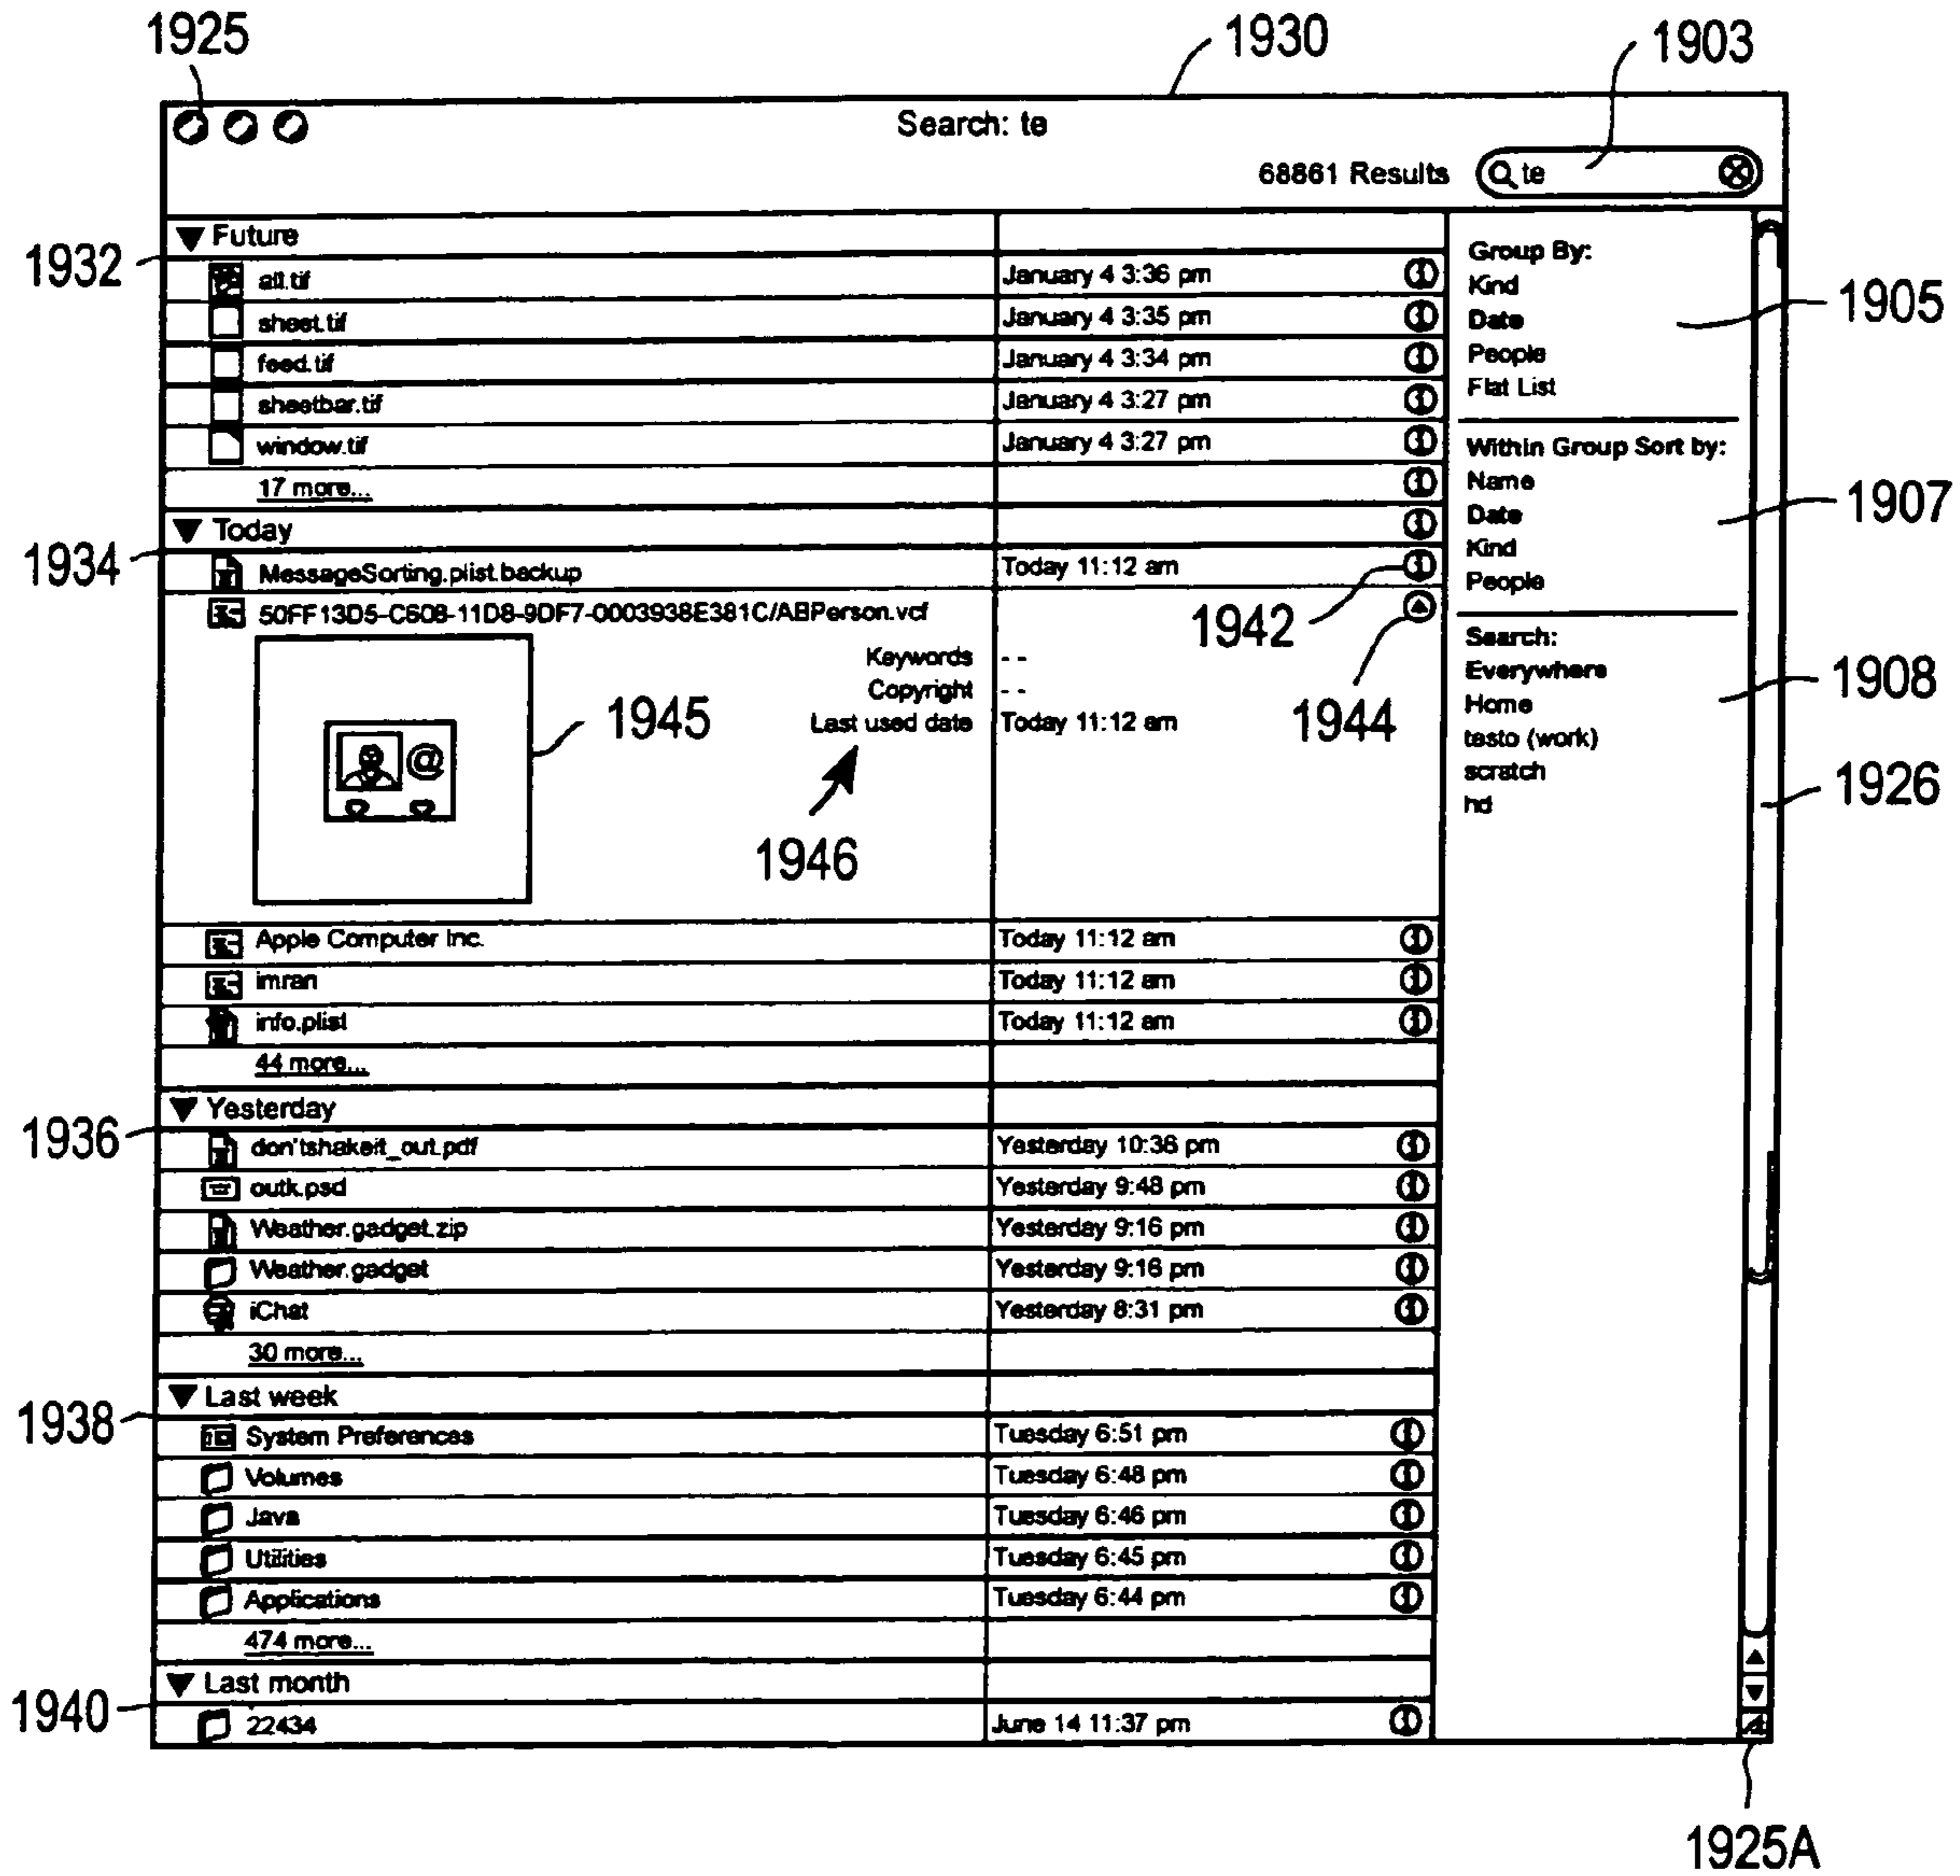 1925
1930
1903
Search: te
68861 Results
te
Future
1932
all.tif January 4 3:36 pm
sheet.tif January 4 3:35 pm
feed.tif January 4 3:34 pm
sheetbar.tif January 4 3:27 pm
window.tif January 4 3:27 pm
17 more...
Group By:
Kind
Date
People
Flat List
1905
Within Group Sort by:
Name
Date
Kind
People
1907
Today
1934
MessageSorting.plist.backup Today 11:12 am
1942
50FF13D5-C608-11D8-9DF7-0003938E381C/ABPerson.vcf
1944
Keywords --
Copyright --
Last used date Today 11:12 am
@
1945
1946
Search:
Everywhere
Home
testo (work)
scratch
hd
1908
1926
Apple Computer Inc. Today 11:12 am
imran Today 11:12 am
info.plist Today 11:12 am
44 more...
Yesterday
1936
don'tshakeit_out.pdf Yesterday 10:36 pm
outk.psd Yesterday 9:48 pm
Weather.gadget.zip Yesterday 9:16 pm
Weather.gadget Yesterday 9:16 pm
iChat Yesterday 8:31 pm
30 more...
Last week
1938
System Preferences Tuesday 6:51 pm
Volumes Tuesday 6:48 pm
Java Tuesday 6:46 pm
Utilities Tuesday 6:45 pm
Applications Tuesday 6:44 pm
474 more...
Last month
1940
22434 June 14 11:37 pm
1925A